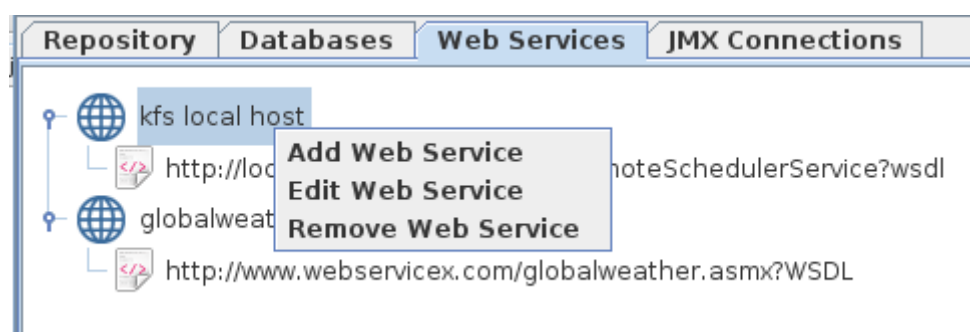 Repository Databases Web Services JMX Connections
kfs local host
Add Web Service
http://loc oteSchedulerService?wsdl
Edit Web Service
globalweat
Remove Web Service
http://www.webservicex.com/globalweather.asmx?WSDL